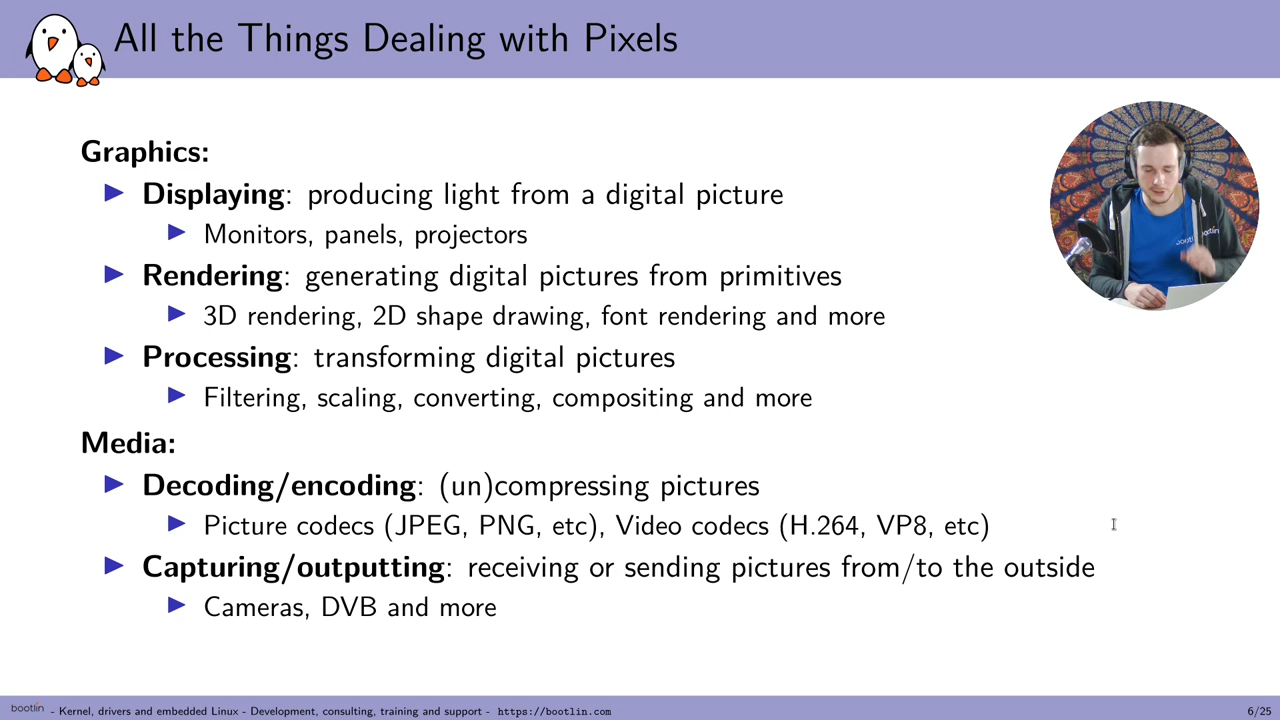 All the Things Dealing with Pixels
Graphics:
Displaying: producing light from a digital picture
Monitors, panels, projectors
Rendering: generating digital pictures from primitives
3D rendering, 2D shape drawing, font rendering and more
Processing: transforming digital pictures
Filtering, scaling, converting, compositing and more
Media:
Decoding/encoding: (un)compressing pictures
Picture codecs (JPEG, PNG, etc), Video codecs (H.264, VP8, etc)
Capturing/outputting: receiving or sending pictures from/to the outside
Cameras, DVB and more
bootlin - Kernel, drivers and embedded Linux - Development, consulting, training and support - https://bootlin.com
6/25